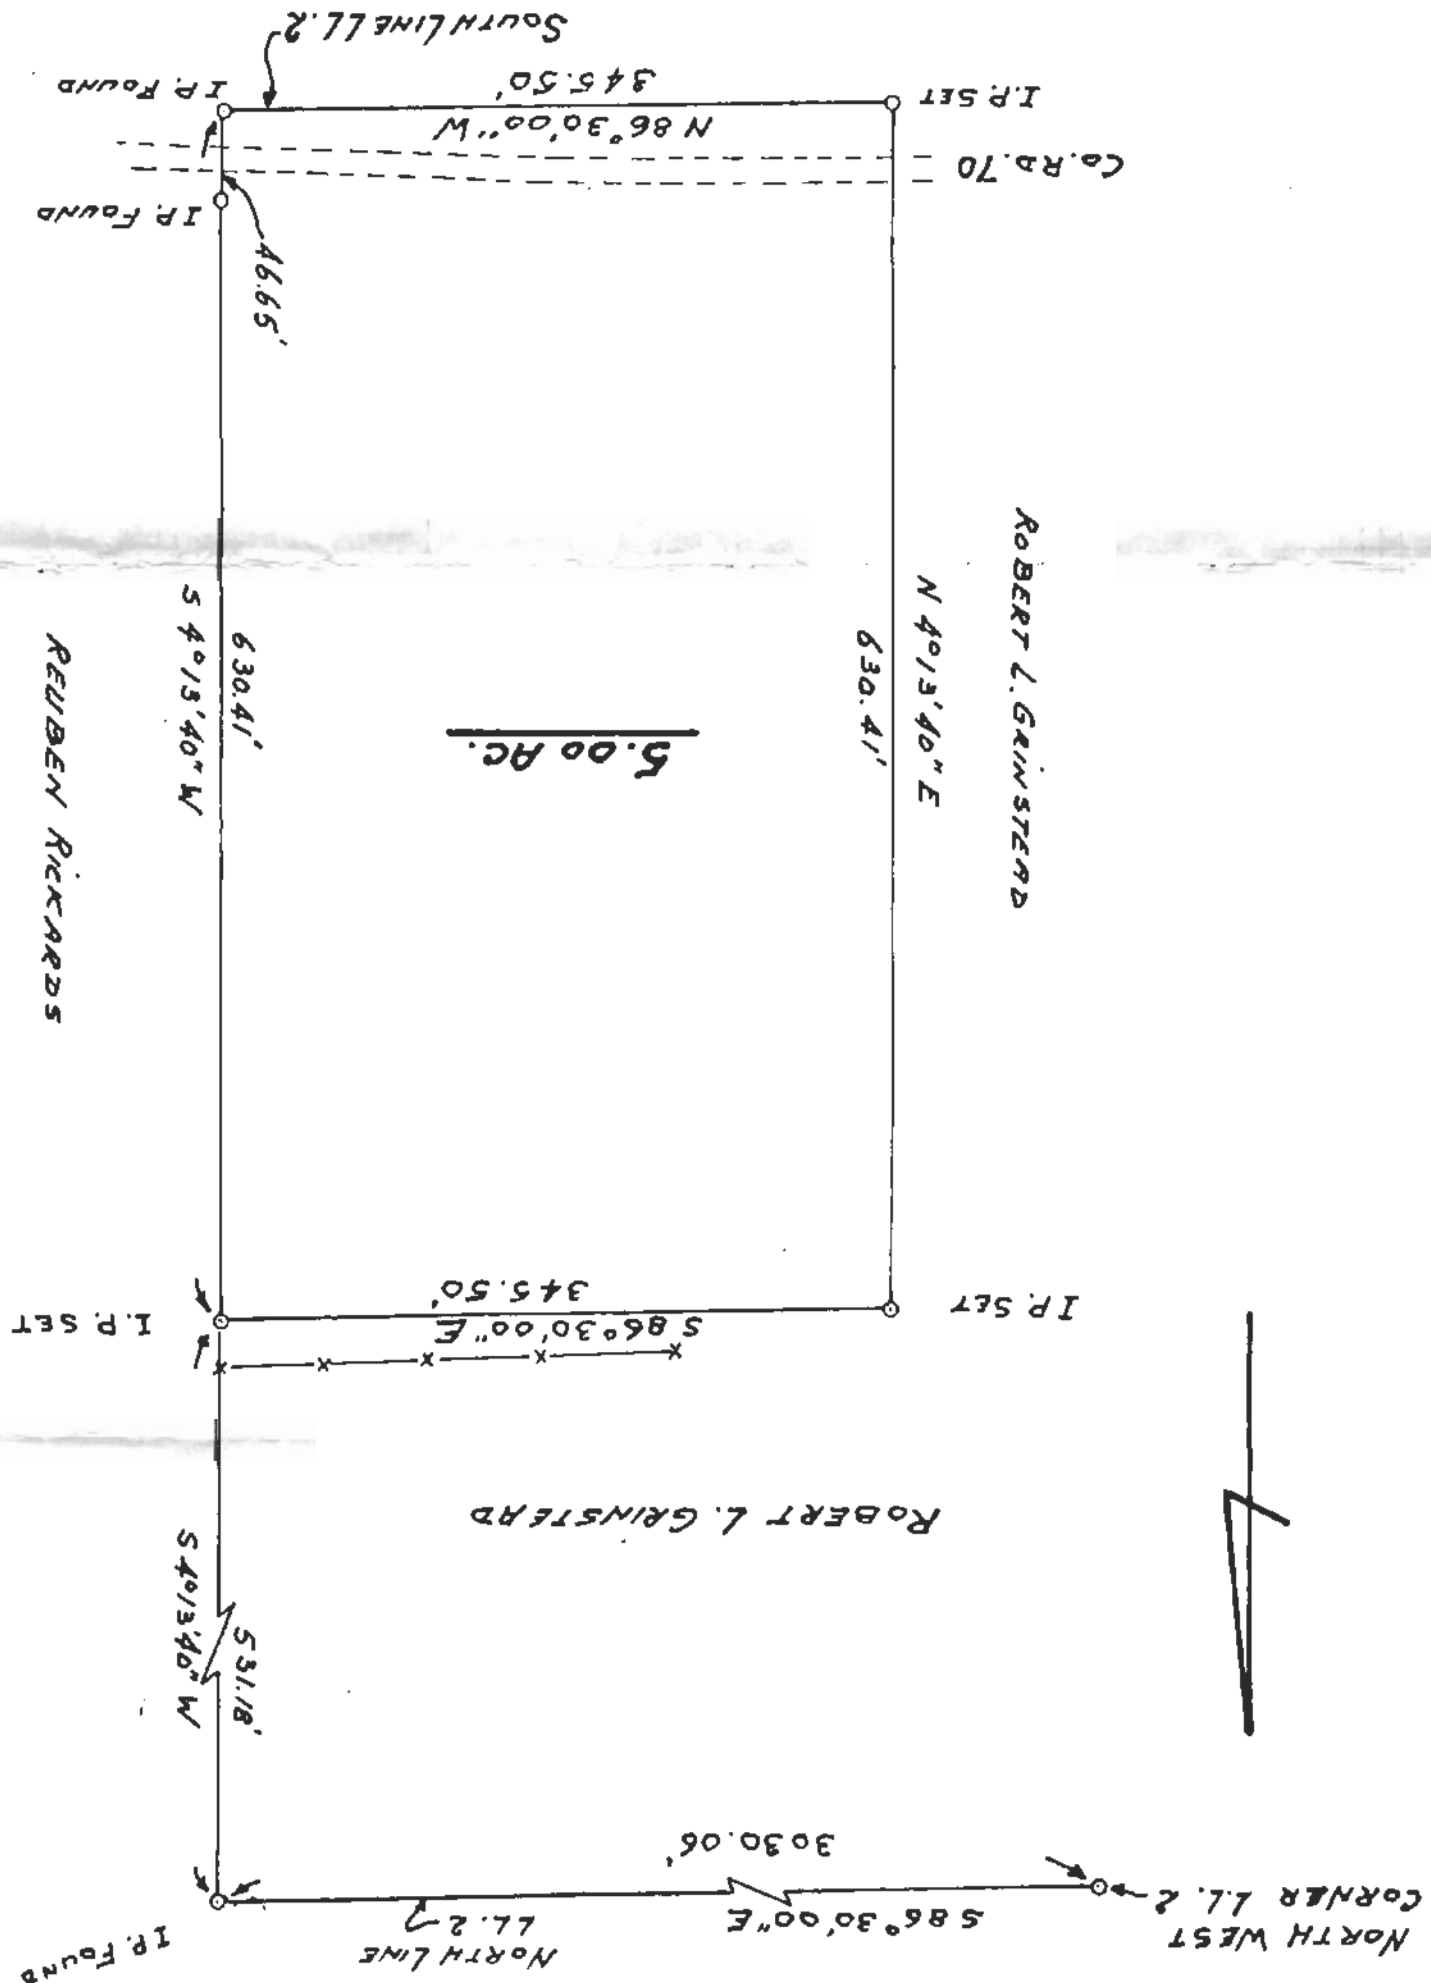 NORTH WEST
CORNER L.L. 2
S 86° 30' 00" E
3030.06'
NORTH LINE
LL. 2
I.P. FOUND
531.18'
S 4° 13' 40" W
ROBERT L. GRINSTEAD
S 86° 30' 00" E
345.50'
I.P. SET
I.P. SET
ROBERT L. GRINSTEAD
N 4° 13' 40" E
630.41'
5.00 AC.
630.41'
S 4° 13' 40" W
REUBEN RICKARDS
46.65'
I.P. FOUND
CO. RD. 70
N 86° 30' 00" W
345.50'
I.P. SET
I.P. FOUND
SOUTH LINE LL. 2